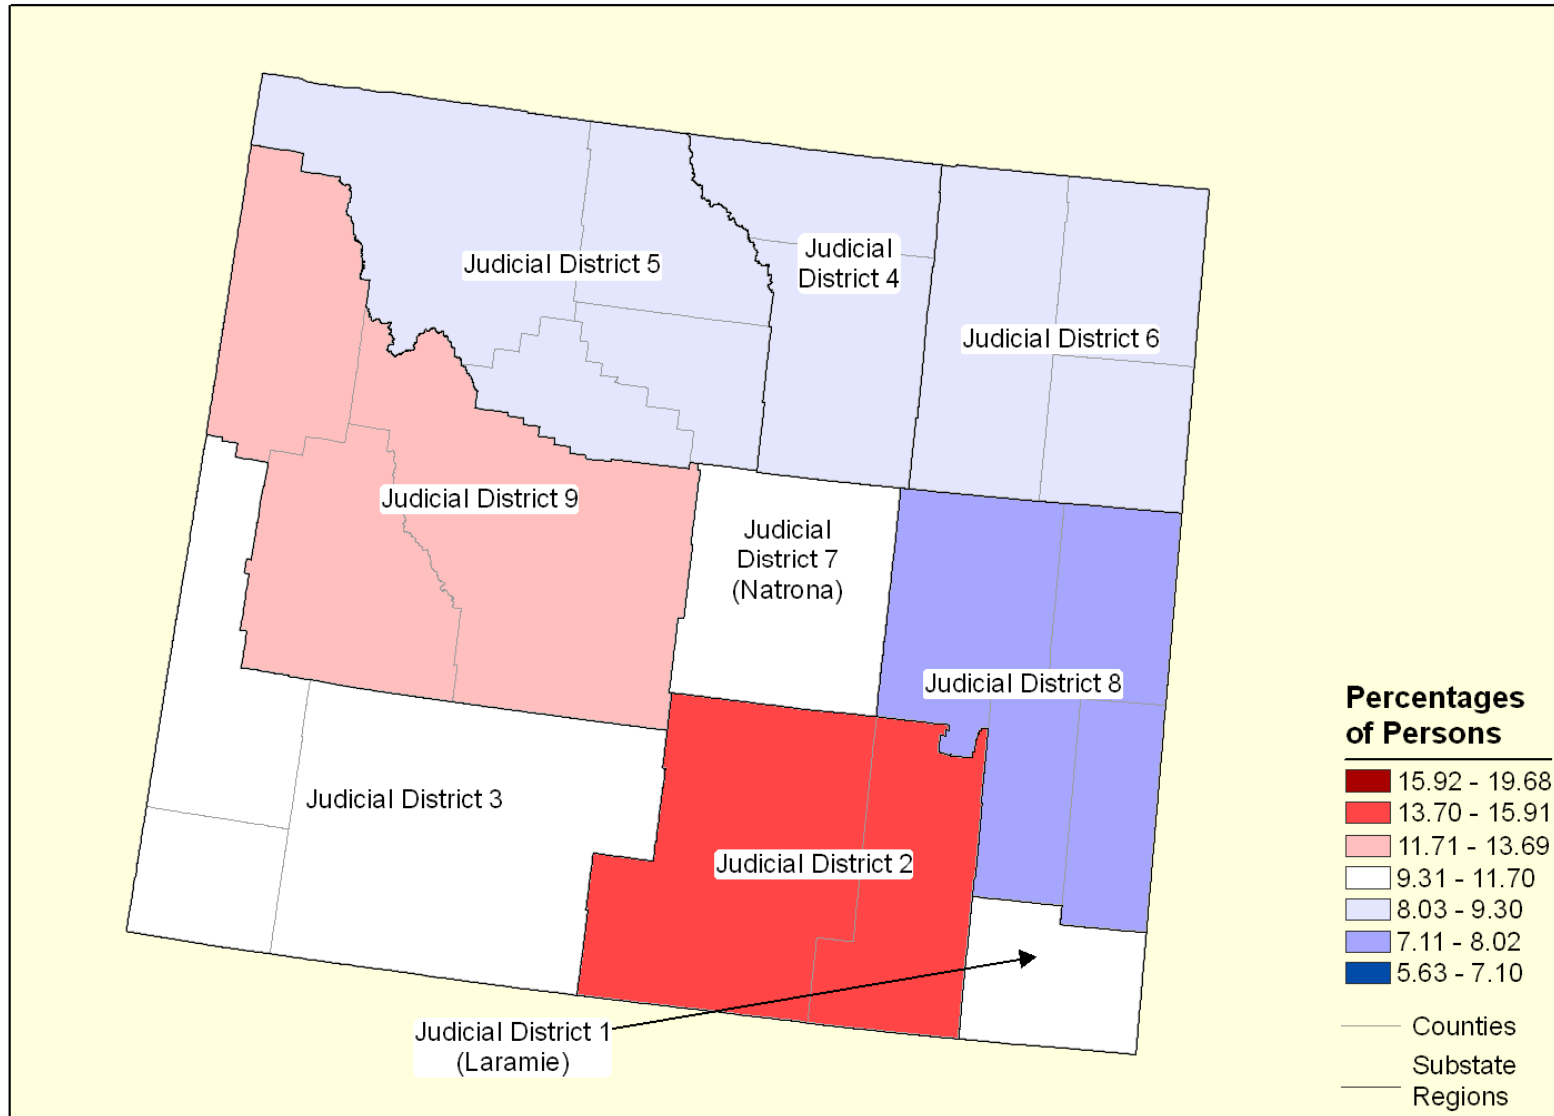 Judicial District 5
Judicial
District 4
Judicial District 6
Judicial District 9
Judicial
District 7
(Natrona)
Judicial District 8
Judicial District 3
Judicial District 2
Judicial District 1
(Laramie)
Percentages
of Persons
15.92 - 19.68
13.70 - 15.91
11.71 - 13.69
9.31 - 11.70
8.03 - 9.30
7.11 - 8.02
5.63 - 7.10
Counties
Substate
Regions